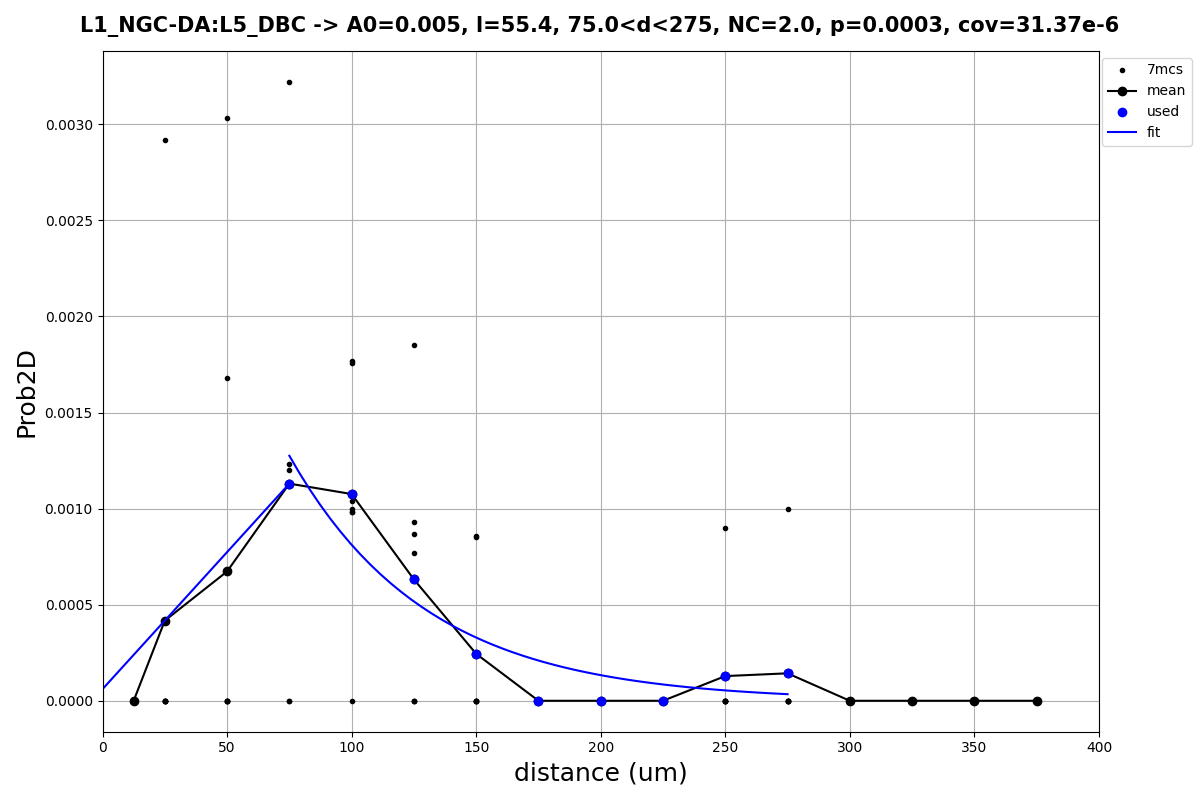 L1_NGC-DA:L5_DBC -> A0=0.005, l=55.4, 75.0<d<275, NC=2.0, p=0.0003, cov=31.37e-6
7mcs
mean
used
fit
0.0030
0.0025
0.0020
0.0015
0.0010
0.0005
0.0000
Prob2D
0 50 100 150 200 250 300 350 400
distance (um)